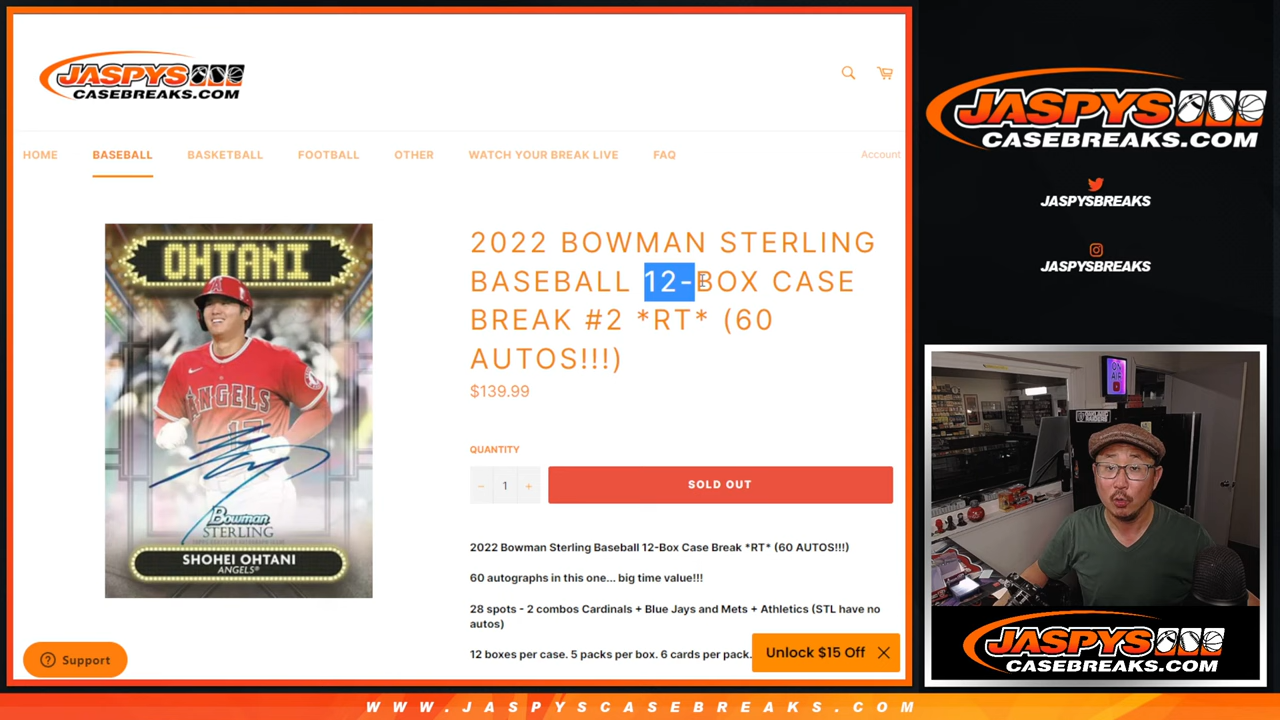 JASPYS
CASEBREAKS.COM
HOME
BASEBALL
BASKETBALL
FOOTBALL
OTHER
WATCH YOUR BREAK LIVE
FAQ
Account
OHTANI
ANGELS
17
Bowman
STERLING
SHOHEI OHTANI
ANGELS®
2022 BOWMAN STERLING
BASEBALL 12-BOX CASE
BREAK #2 *RT* (60
AUTOS!!!)
$139.99
QUANTITY
− 1 +
SOLD OUT
2022 Bowman Sterling Baseball 12-Box Case Break *RT* (60 AUTOS!!!)
60 autographs in this one... big time value!!!
28 spots - 2 combos Cardinals + Blue Jays and Mets + Athletics (STL have no
autos)
12 boxes per case. 5 packs per box. 6 cards per pack.
Support
Unlock $15 Off
JASPYS
CASEBREAKS.COM
JASPYSBREAKS
JASPYSBREAKS
ON
AIR
JASPYS
CASEBREAKS.COM
WWW.JASPYSCASEBREAKS.COM